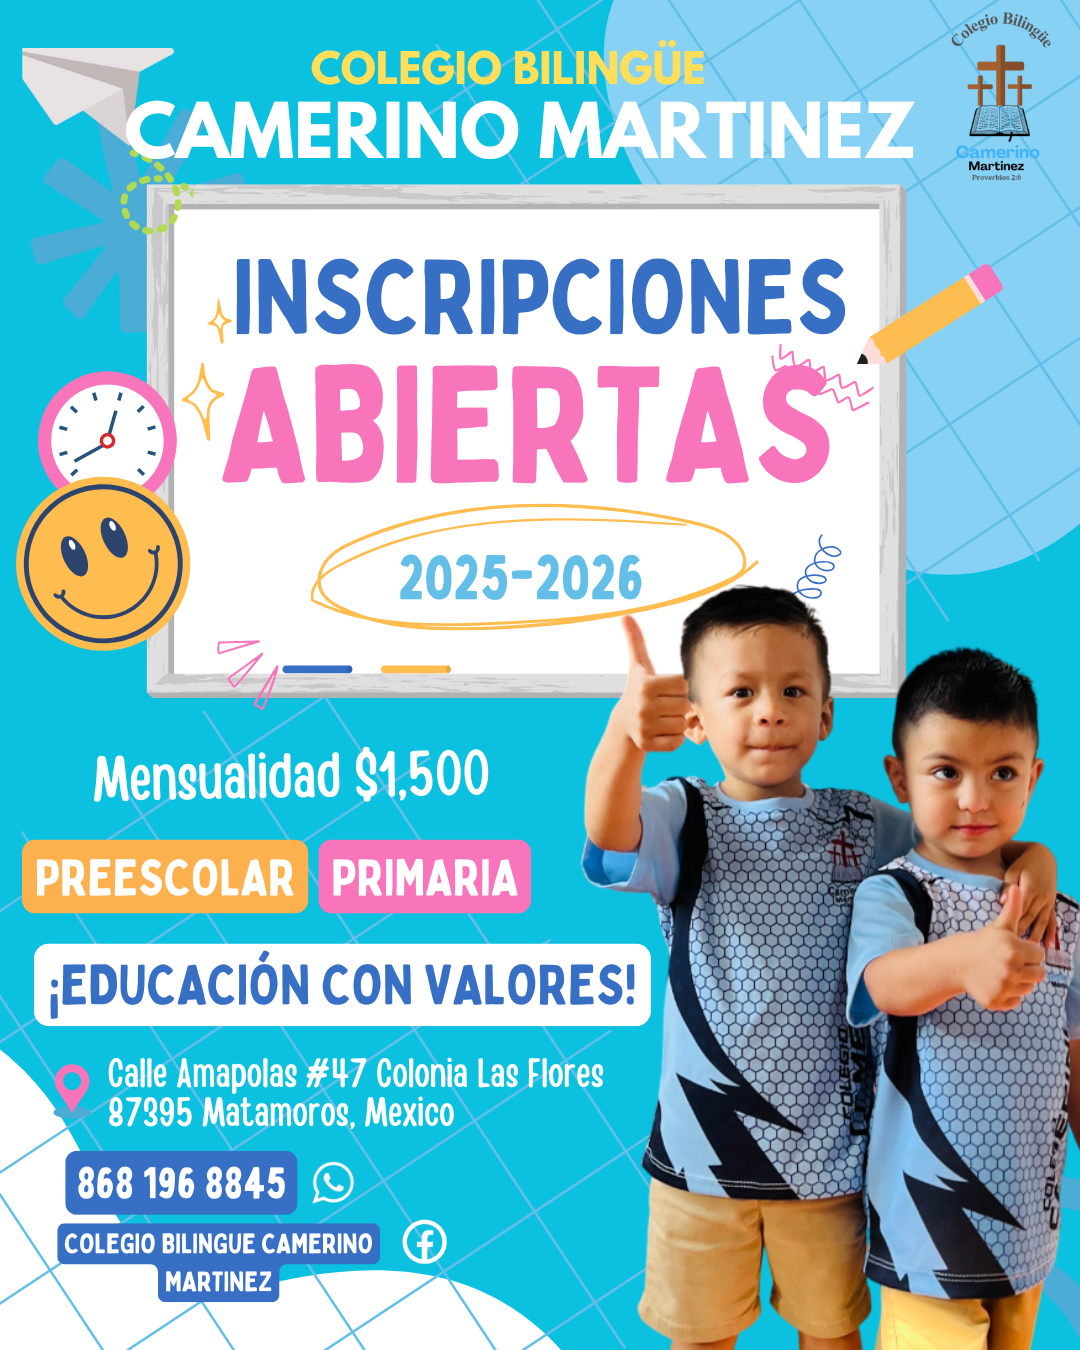 COLEGIO BILINGÜE
CAMERINO MARTINEZ
Colegio Bilingüe
Camerino
Martinez
Proverbios 2:6
INSCRIPCIONES
ABIERTAS
2025-2026
Mensualidad $1,500
PREESCOLAR PRIMARIA
¡EDUCACIÓN CON VALORES!
Calle Amapolas #47 Colonia Las Flores
87395 Matamoros, Mexico
868 196 8845
COLEGIO BILINGUE CAMERINO
MARTINEZ
COLEGIO